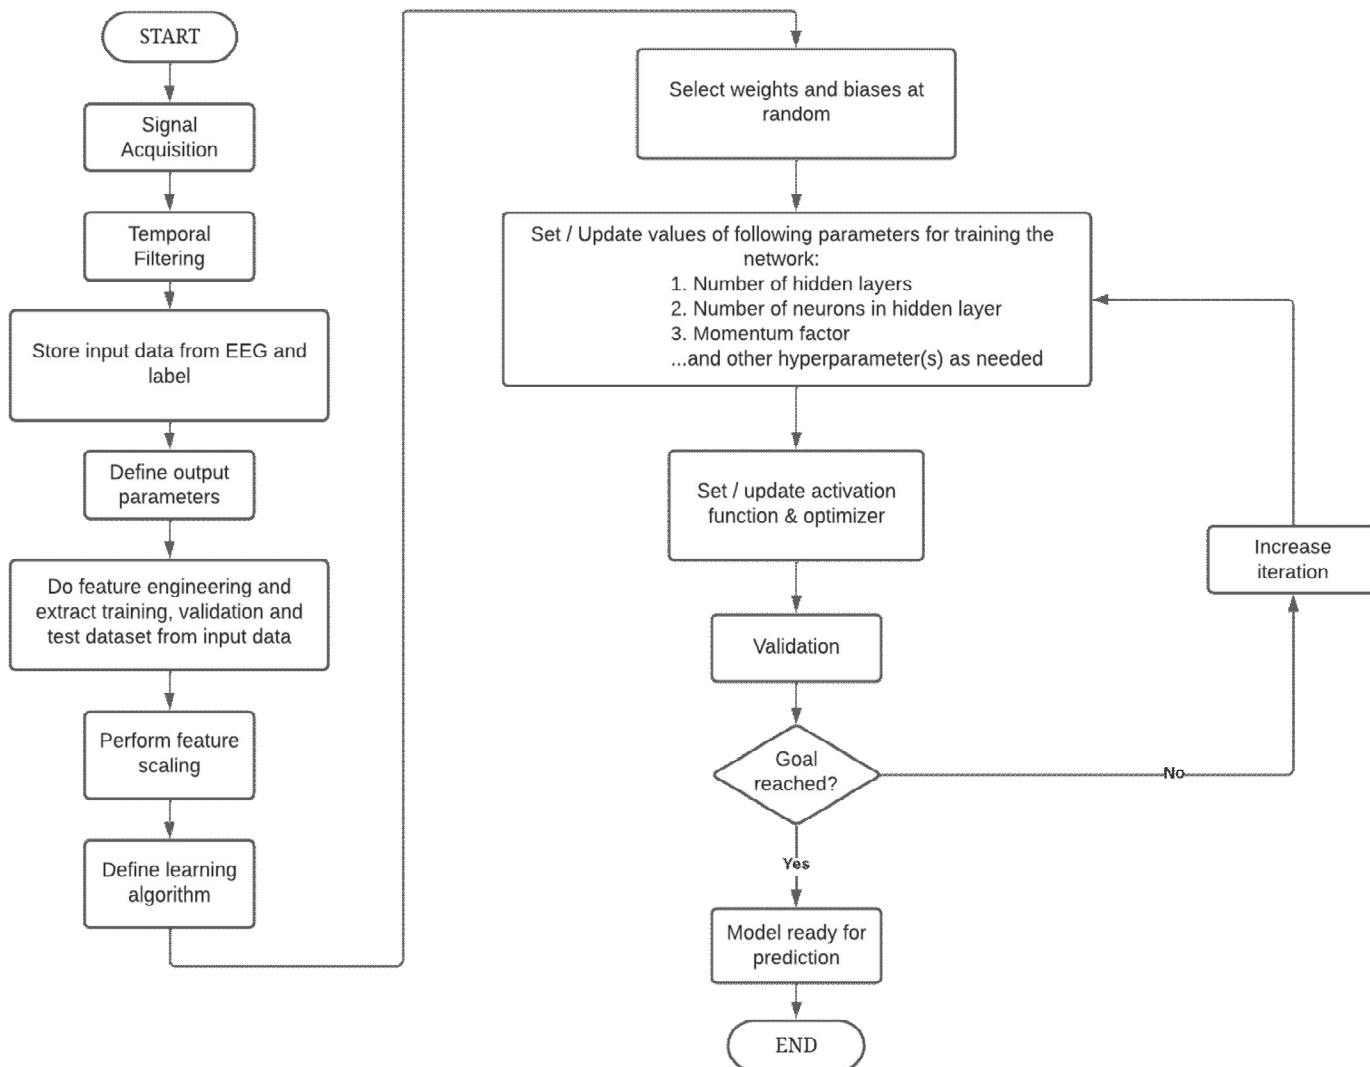 START
Signal
Acquisition
Temporal
Filtering
Store input data from EEG and
label
Define output
parameters
Do feature engineering and
extract training, validation and
test dataset from input data
Perform feature
scaling
Define learning
algorithm
Select weights and biases at
random
Set / Update values of following parameters for training the
network:
1. Number of hidden layers
2. Number of neurons in hidden layer
3. Momentum factor
...and other hyperparameter(s) as needed
Set / update activation
function & optimizer
Validation
Goal
reached?
No
Increase
iteration
Yes
Model ready for
prediction
END